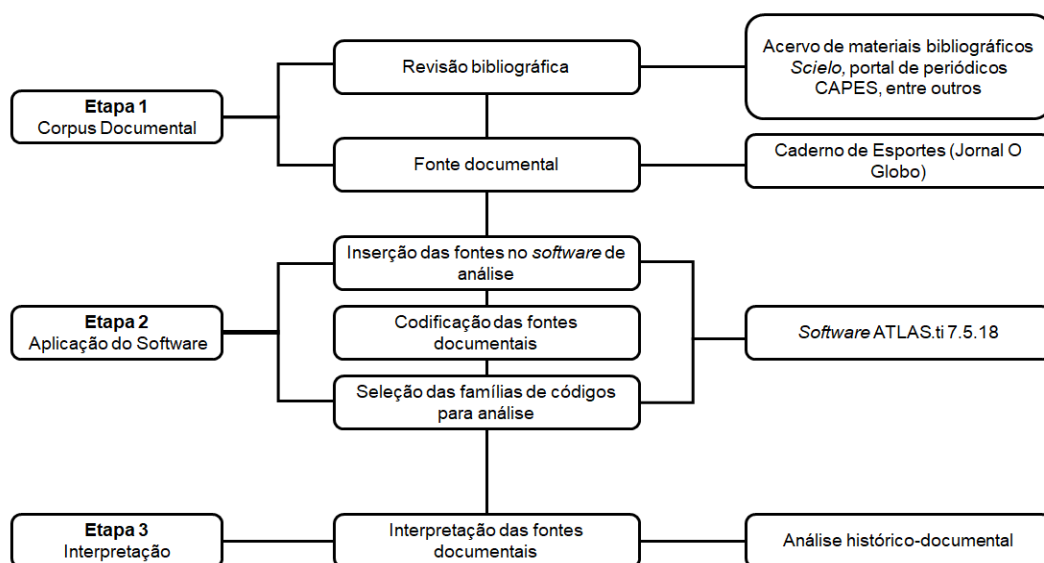 Etapa 1
Corpus Documental
Revisão bibliográfica
Acervo de materiais bibliográficos
Scielo, portal de periódicos
CAPES, entre outros
Fonte documental
Caderno de Esportes (Jornal O
Globo)
Etapa 2
Aplicação do Software
Inserção das fontes no software de
análise
Codificação das fontes
documentais
Seleção das famílias de códigos
para análise
Software ATLAS.ti 7.5.18
Etapa 3
Interpretação
Interpretação das fontes
documentais
Análise histórico-documental